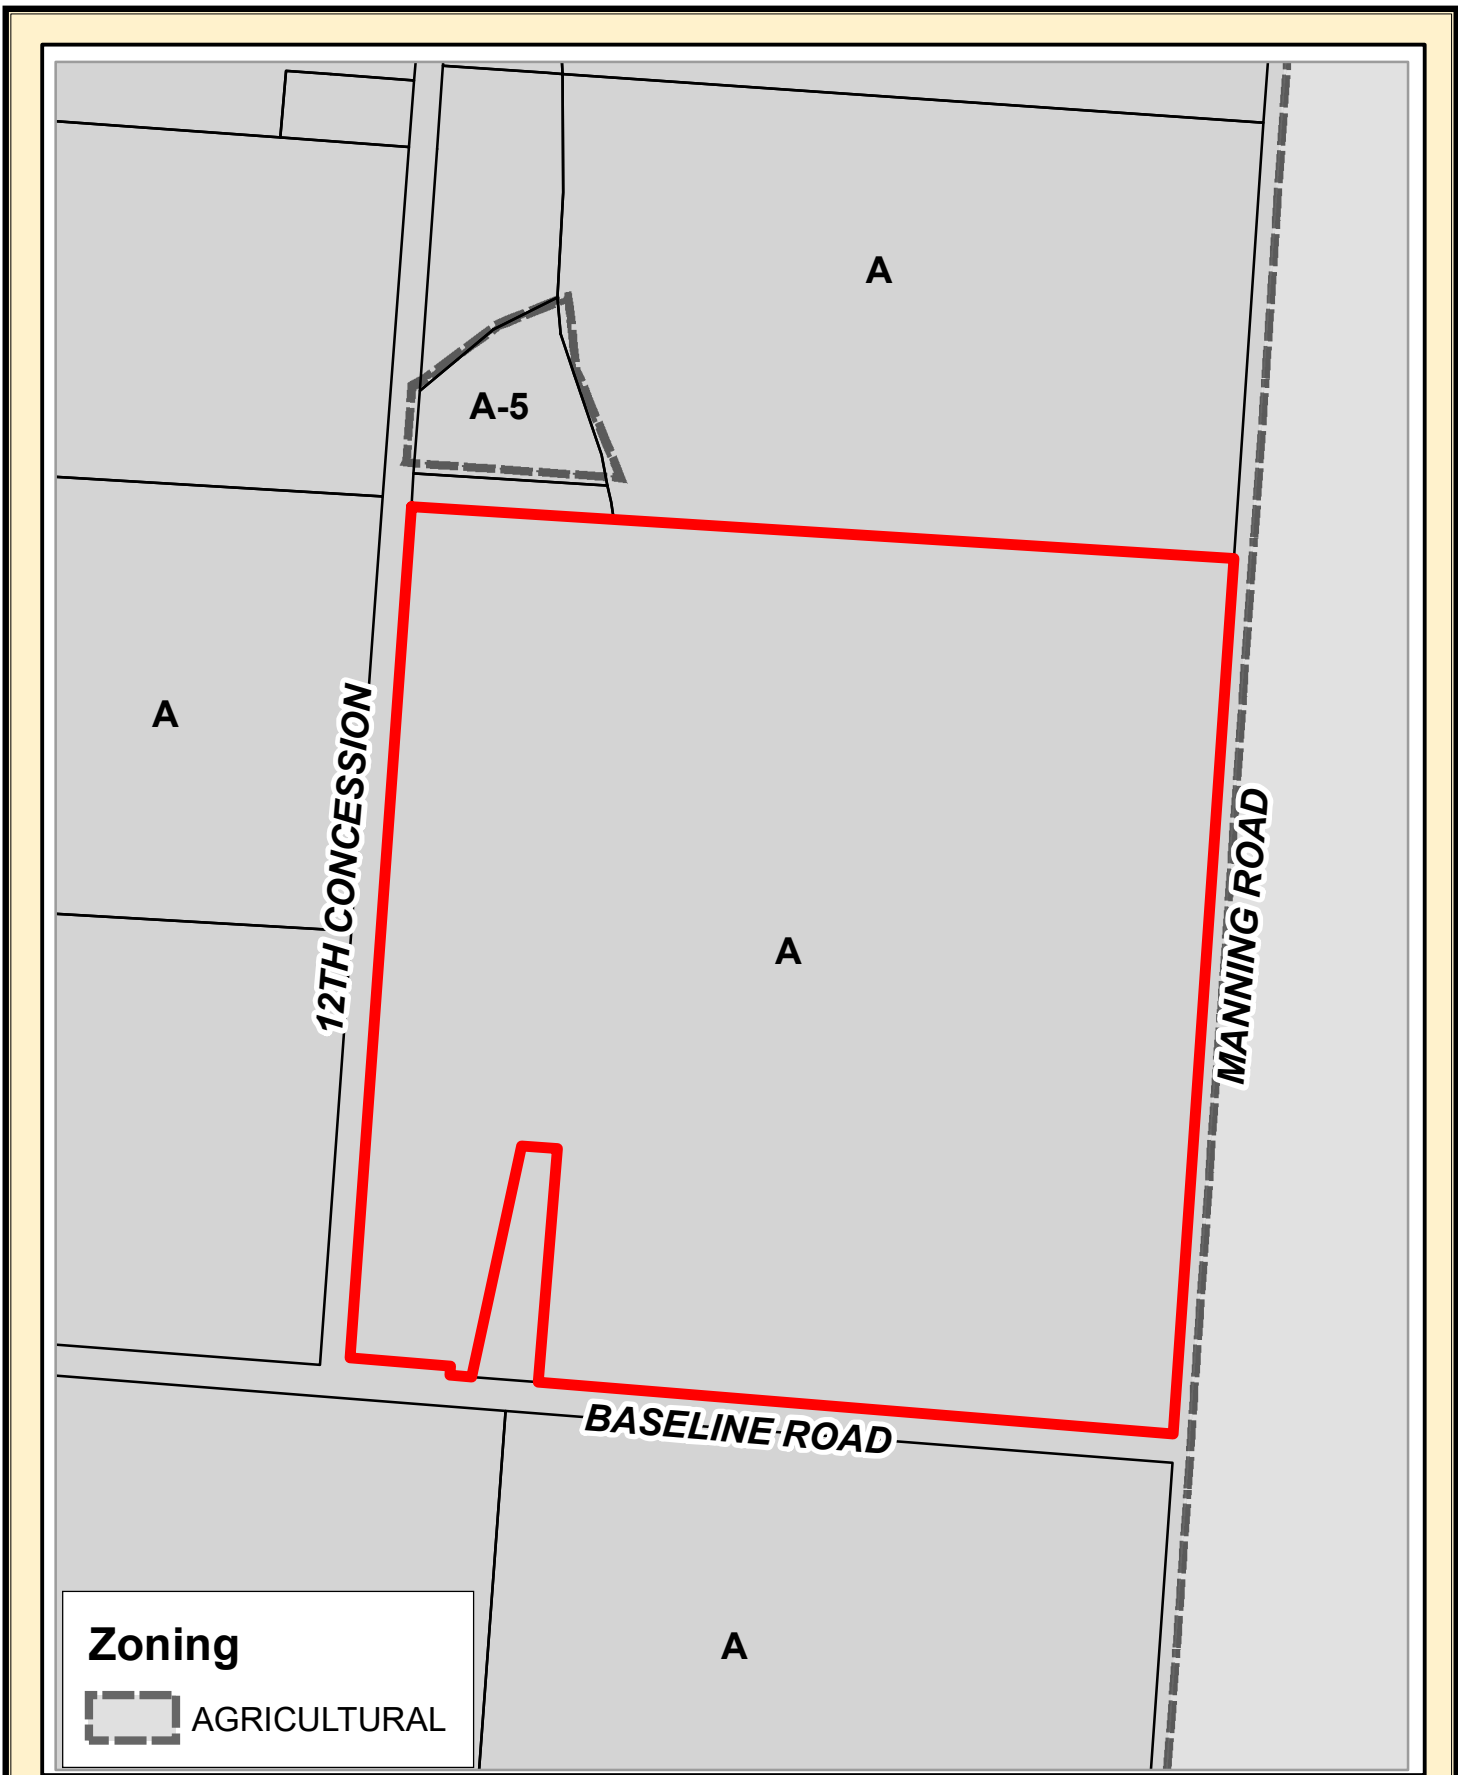 A
A-5
A
12TH CONCESSION
MANNING ROAD
A
BASELINE ROAD
A
Zoning
AGRICULTURAL